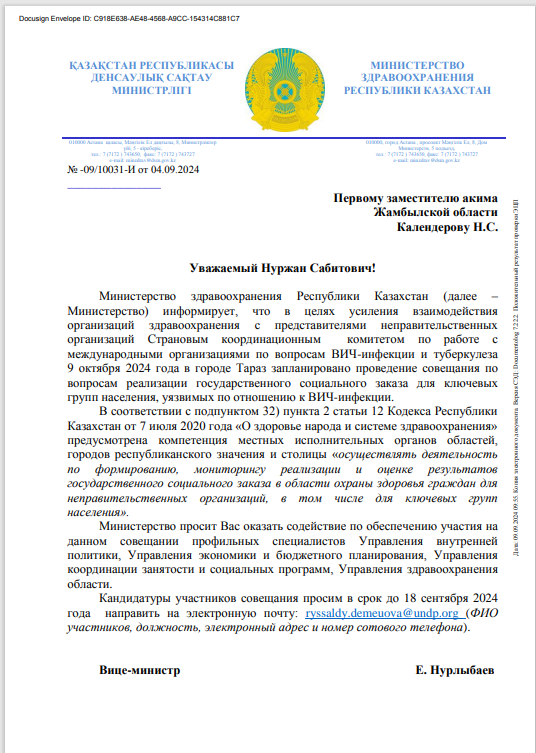 Docusign Envelope ID: C918E638-AE48-4568-A9CC-154314C881C7
ҚАЗАҚСТАН РЕСПУБЛИКАСЫ
ДЕНСАУЛЫҚ САҚТАУ
МИНИСТРЛІГІ
МИНИСТЕРСТВО
ЗДРАВООХРАНЕНИЯ
РЕСПУБЛИКИ КАЗАХСТАН
010000 Астана қаласы, Мәңгілік Ел даңғылы, 8, Министрліктер
үйі, 5- кіреберіс,
тел.: 7 (7172 ) 743650, факс: 7 (7172 ) 743727
010000, город Астана , проспект Мәңгілік Ел, 8, Дом
Министерств, 5 подъезд,
тел.: 7 (7172 ) 743650, факс: 7 (7172 ) 743727
№ -09/10031-И от 04.09.2024
Первому заместителю акима
Жамбылской области
Календерову Н.С.
Уважаемый Нуржан Сабитович!
Министерство здравоохранения Республики Казахстан (далее –
Министерство) информирует, что в целях усиления взаимодействия
организаций здравоохранения с представителями неправительственных
организаций Страновым координационным комитетом по работе с
международными организациями по вопросам ВИЧ-инфекции и туберкулеза
9 октября 2024 года в городе Тараз запланировано проведение совещания по
вопросам реализации государственного социального заказа для ключевых
групп населения, уязвимых по отношению к ВИЧ-инфекции.
В соответствии с подпунктом 32) пункта 2 статьи 12 Кодекса Республики
Казахстан от 7 июля 2020 года «О здоровье народа и системе здравоохранения»
предусмотрена компетенция местных исполнительных органов областей,
городов республиканского значения и столицы «осуществлять деятельность
по формированию, мониторингу реализации и оценке результатов
государственного социального заказа в области охраны здоровья граждан для
неправительственных организаций, в том числе для ключевых групп
населения».
Министерство просит Вас оказать содействие по обеспечению участия на
данном совещании профильных специалистов Управления внутренней
политики, Управления экономики и бюджетного планирования, Управления
координации занятости и социальных программ, Управления здравоохранения
области.
Кандидатуры участников совещания просим в срок до 18 сентября 2024
года направить на электронную почту: ryssaldy.demeuova@undp.org (ФИО
участников, должность, электронный адрес и номер сотового телефона).
Вице-министр Е. Нурлыбаев
Дата: 09.09.2024 09:55. Копия электронного документа. Версия СЭД: Documentolog 7.22.2. Положительный результат проверки ЭЦП